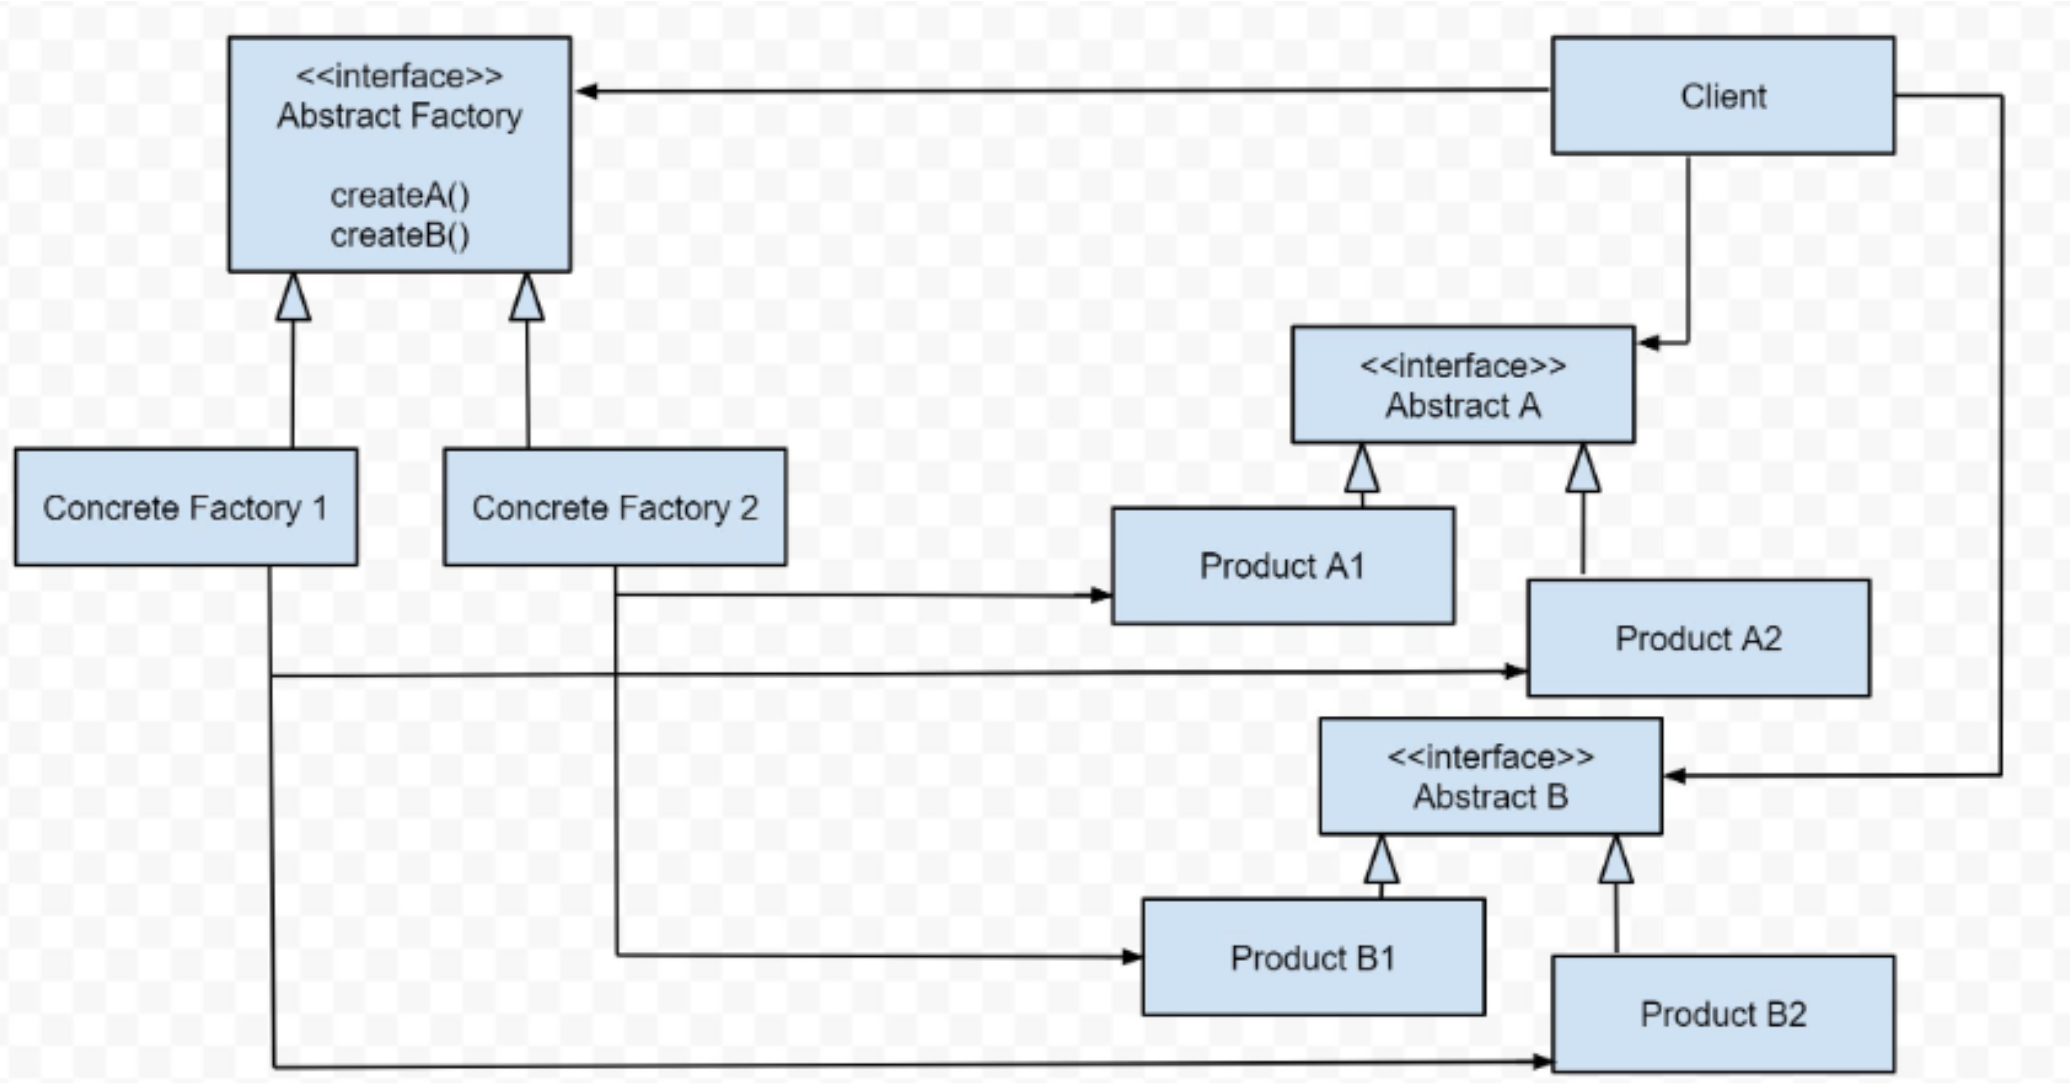 <<interface>>
Abstract Factory
createA()
createB()
Client
<<interface>>
Abstract A
Concrete Factory 1
Concrete Factory 2
Product A1
Product A2
<<interface>>
Abstract B
Product B1
Product B2